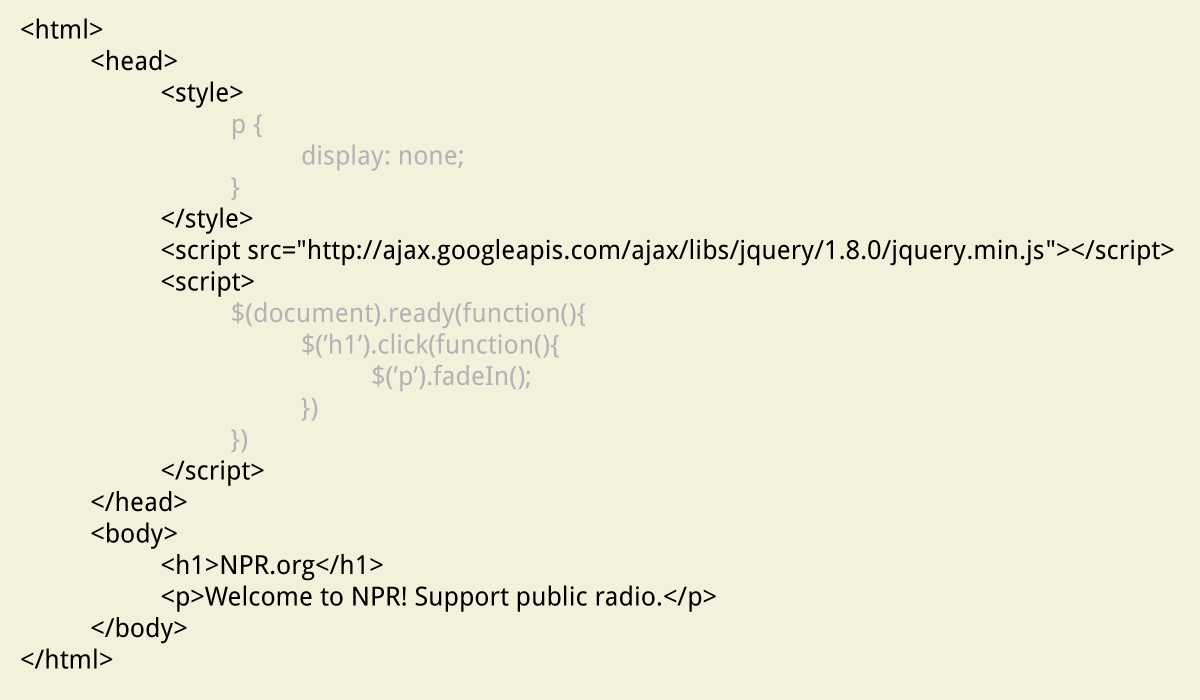 <html>
<head>
<style>
p {
display: none;
}
</style>
<script src="http://ajax.googleapis.com/ajax/libs/jquery/1.8.0/jquery.min.js"></script>
<script>
$(document).ready(function(){
$(’h1’).click(function(){
$(’p’).fadeIn();
})
})
</script>
</head>
<body>
<h1>NPR.org</h1>
<p>Welcome to NPR! Support public radio.</p>
</body>
</html>